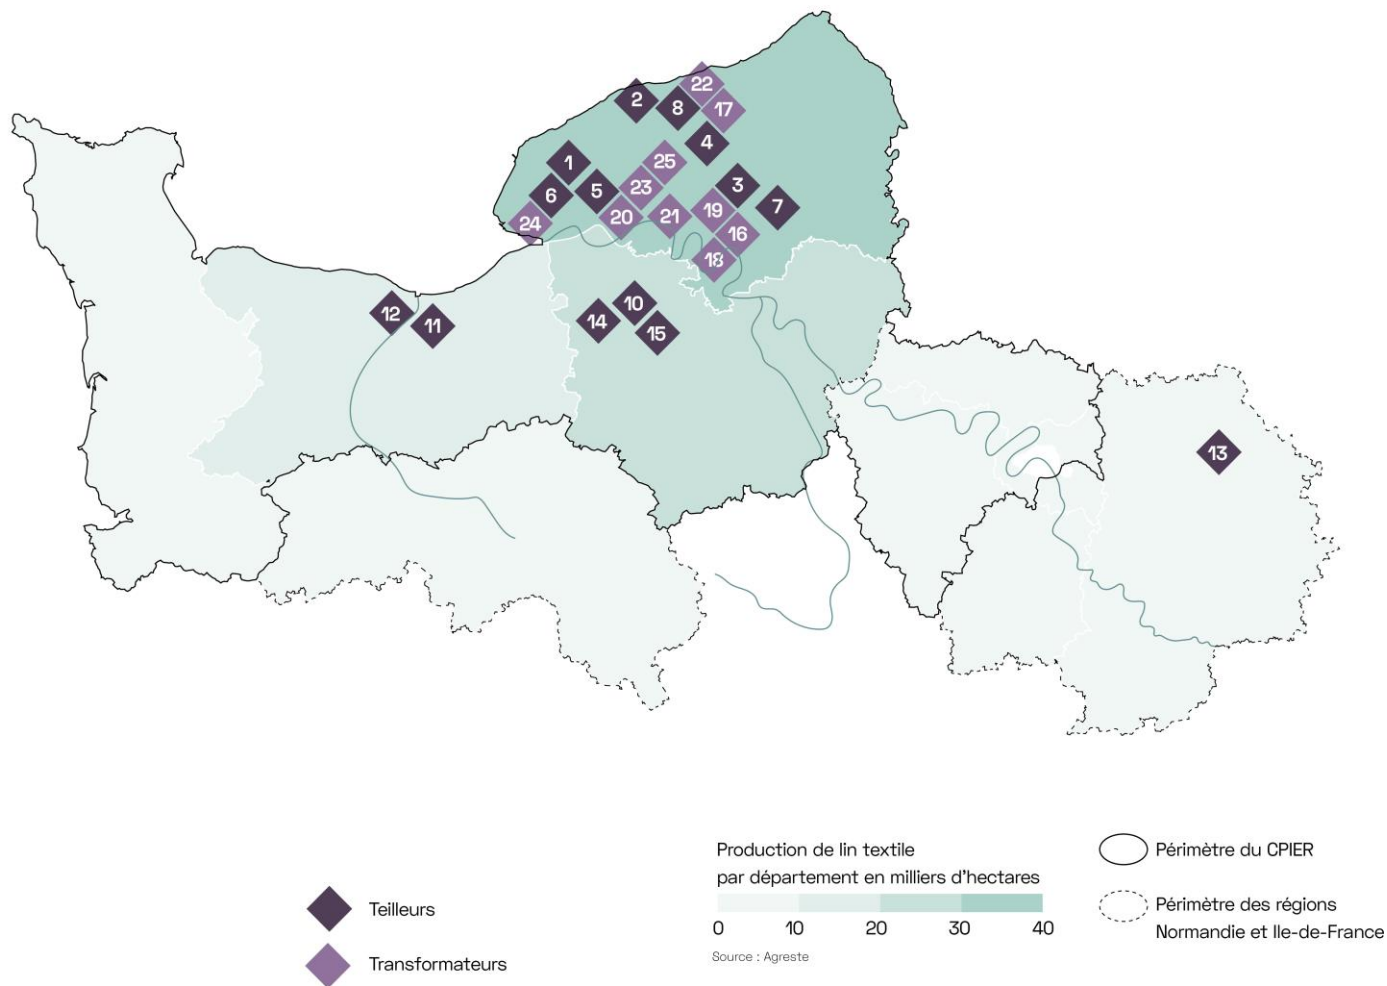 22
2
8
17
4
1
25
3
6
5
23
7
24
20
21
19
16
18
12
11
14
10
15
13
Production de lin textile
par département en milliers d'hectares
0 10 20 30 40
Source : Agreste
Périmètre du CPIER
Périmètre des régions
Normandie et Ile-de-France
Teilleurs
Transformateurs